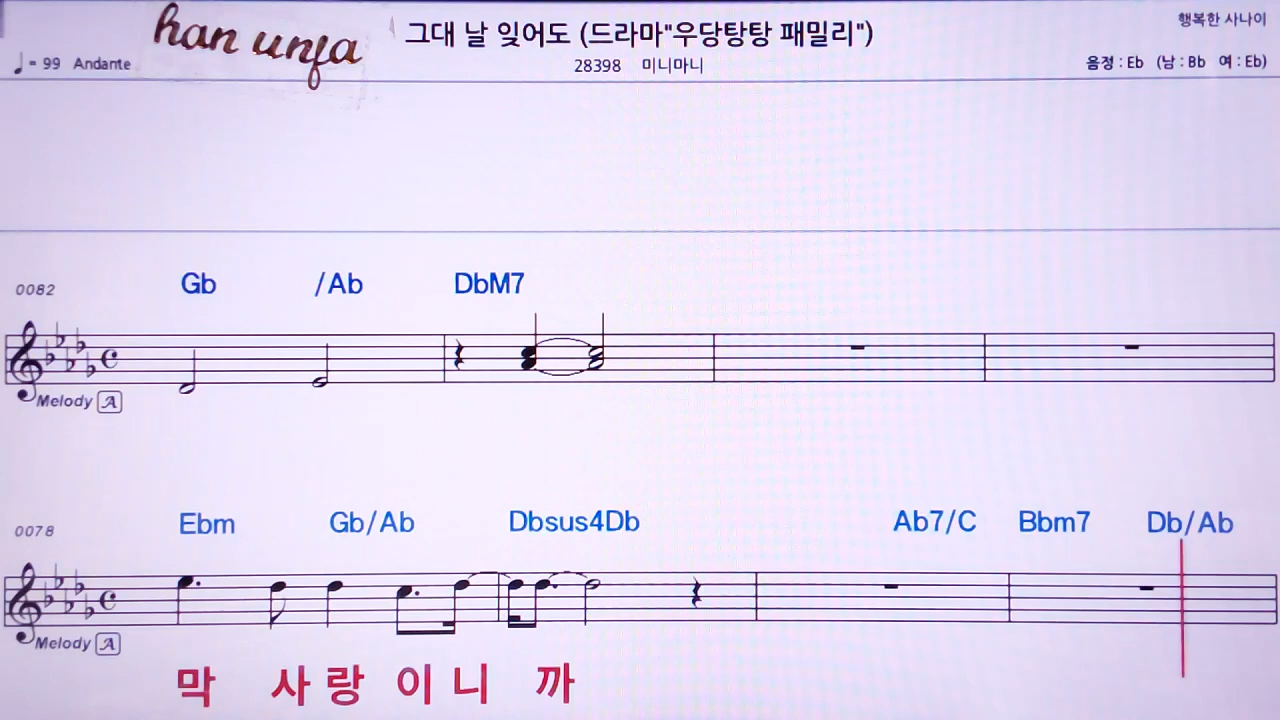 han unfa
그대 날 잊어도 (드라마"우당탕탕 패밀리")
행복한 사나이
♩= 99 Andante
28398 미니마니
음정 : Eb (남 : Bb 여 : Eb)
0082
Gb /Ab DbM7
Melody A
0078
Ebm Gb/Ab Dbsus4Db Ab7/C Bbm7 Db/Ab
Melody A
막 사 랑 이 니 까